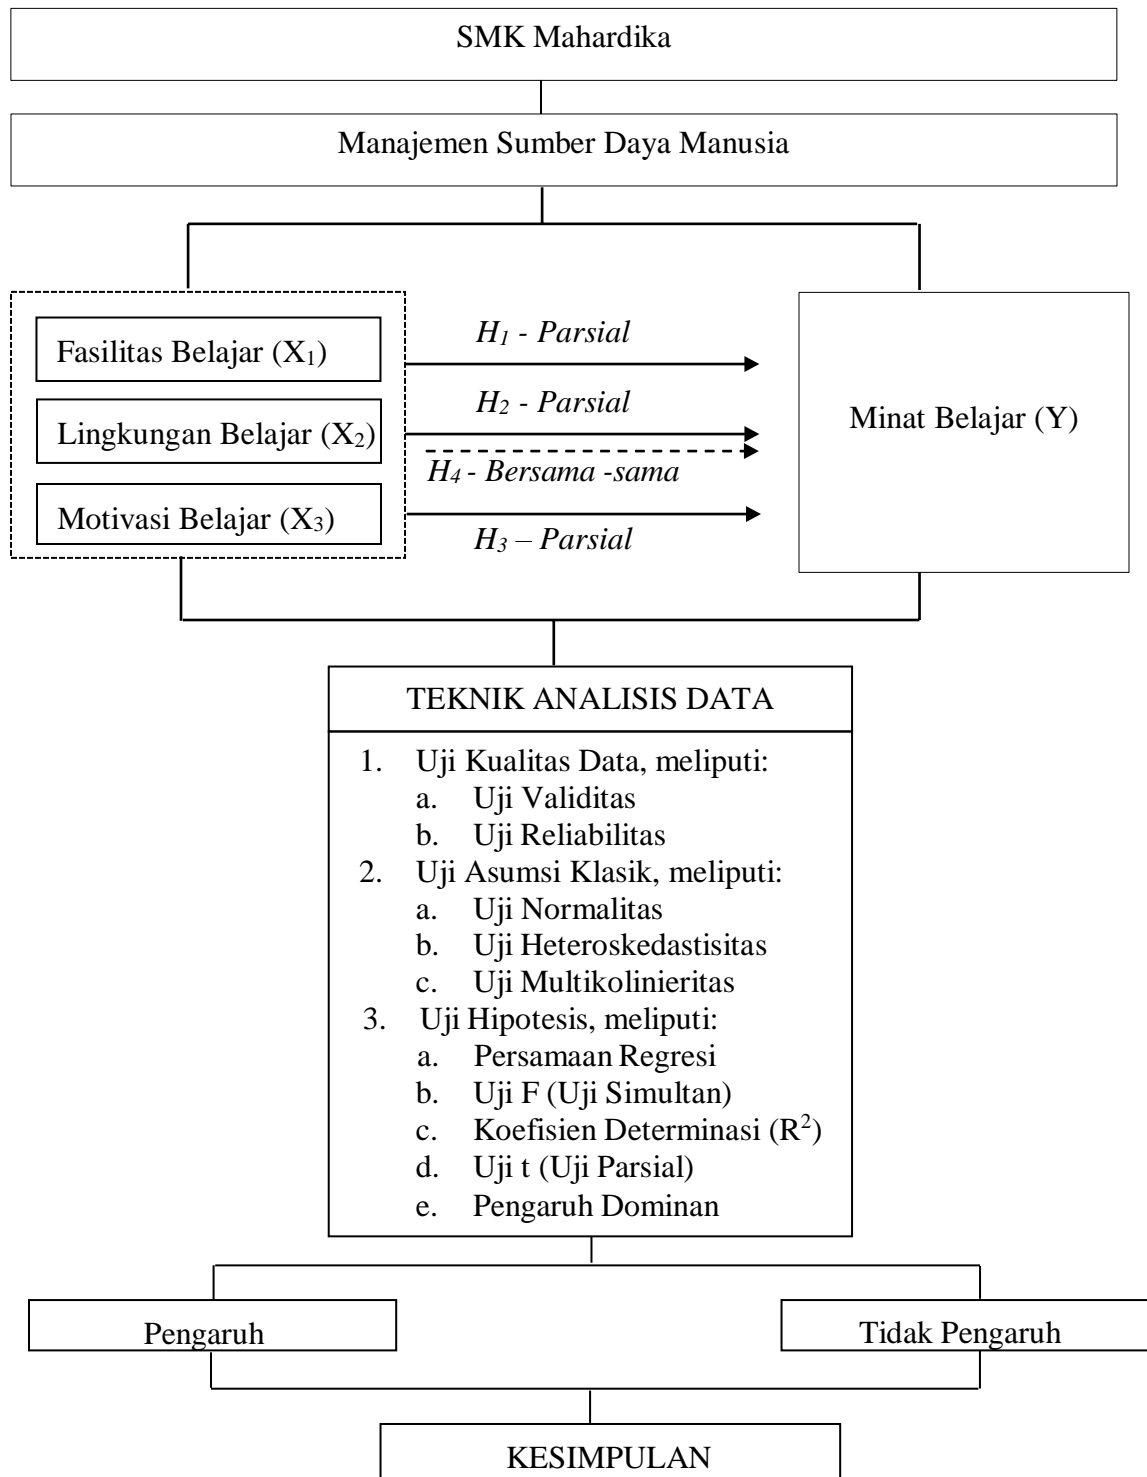 SMK Mahardika
Manajemen Sumber Daya Manusia
Fasilitas Belajar (X₁)
Lingkungan Belajar (X₂)
Motivasi Belajar (X₃)
H₁ - Parsial
H₂ - Parsial
H₄ - Bersama -sama
H₃ – Parsial
Minat Belajar (Y)
TEKNIK ANALISIS DATA
1. Uji Kualitas Data, meliputi:
a. Uji Validitas
b. Uji Reliabilitas
2. Uji Asumsi Klasik, meliputi:
a. Uji Normalitas
b. Uji Heteroskedastisitas
c. Uji Multikolinieritas
3. Uji Hipotesis, meliputi:
a. Persamaan Regresi
b. Uji F (Uji Simultan)
c. Koefisien Determinasi (R²)
d. Uji t (Uji Parsial)
e. Pengaruh Dominan
Pengaruh
Tidak Pengaruh
KESIMPULAN